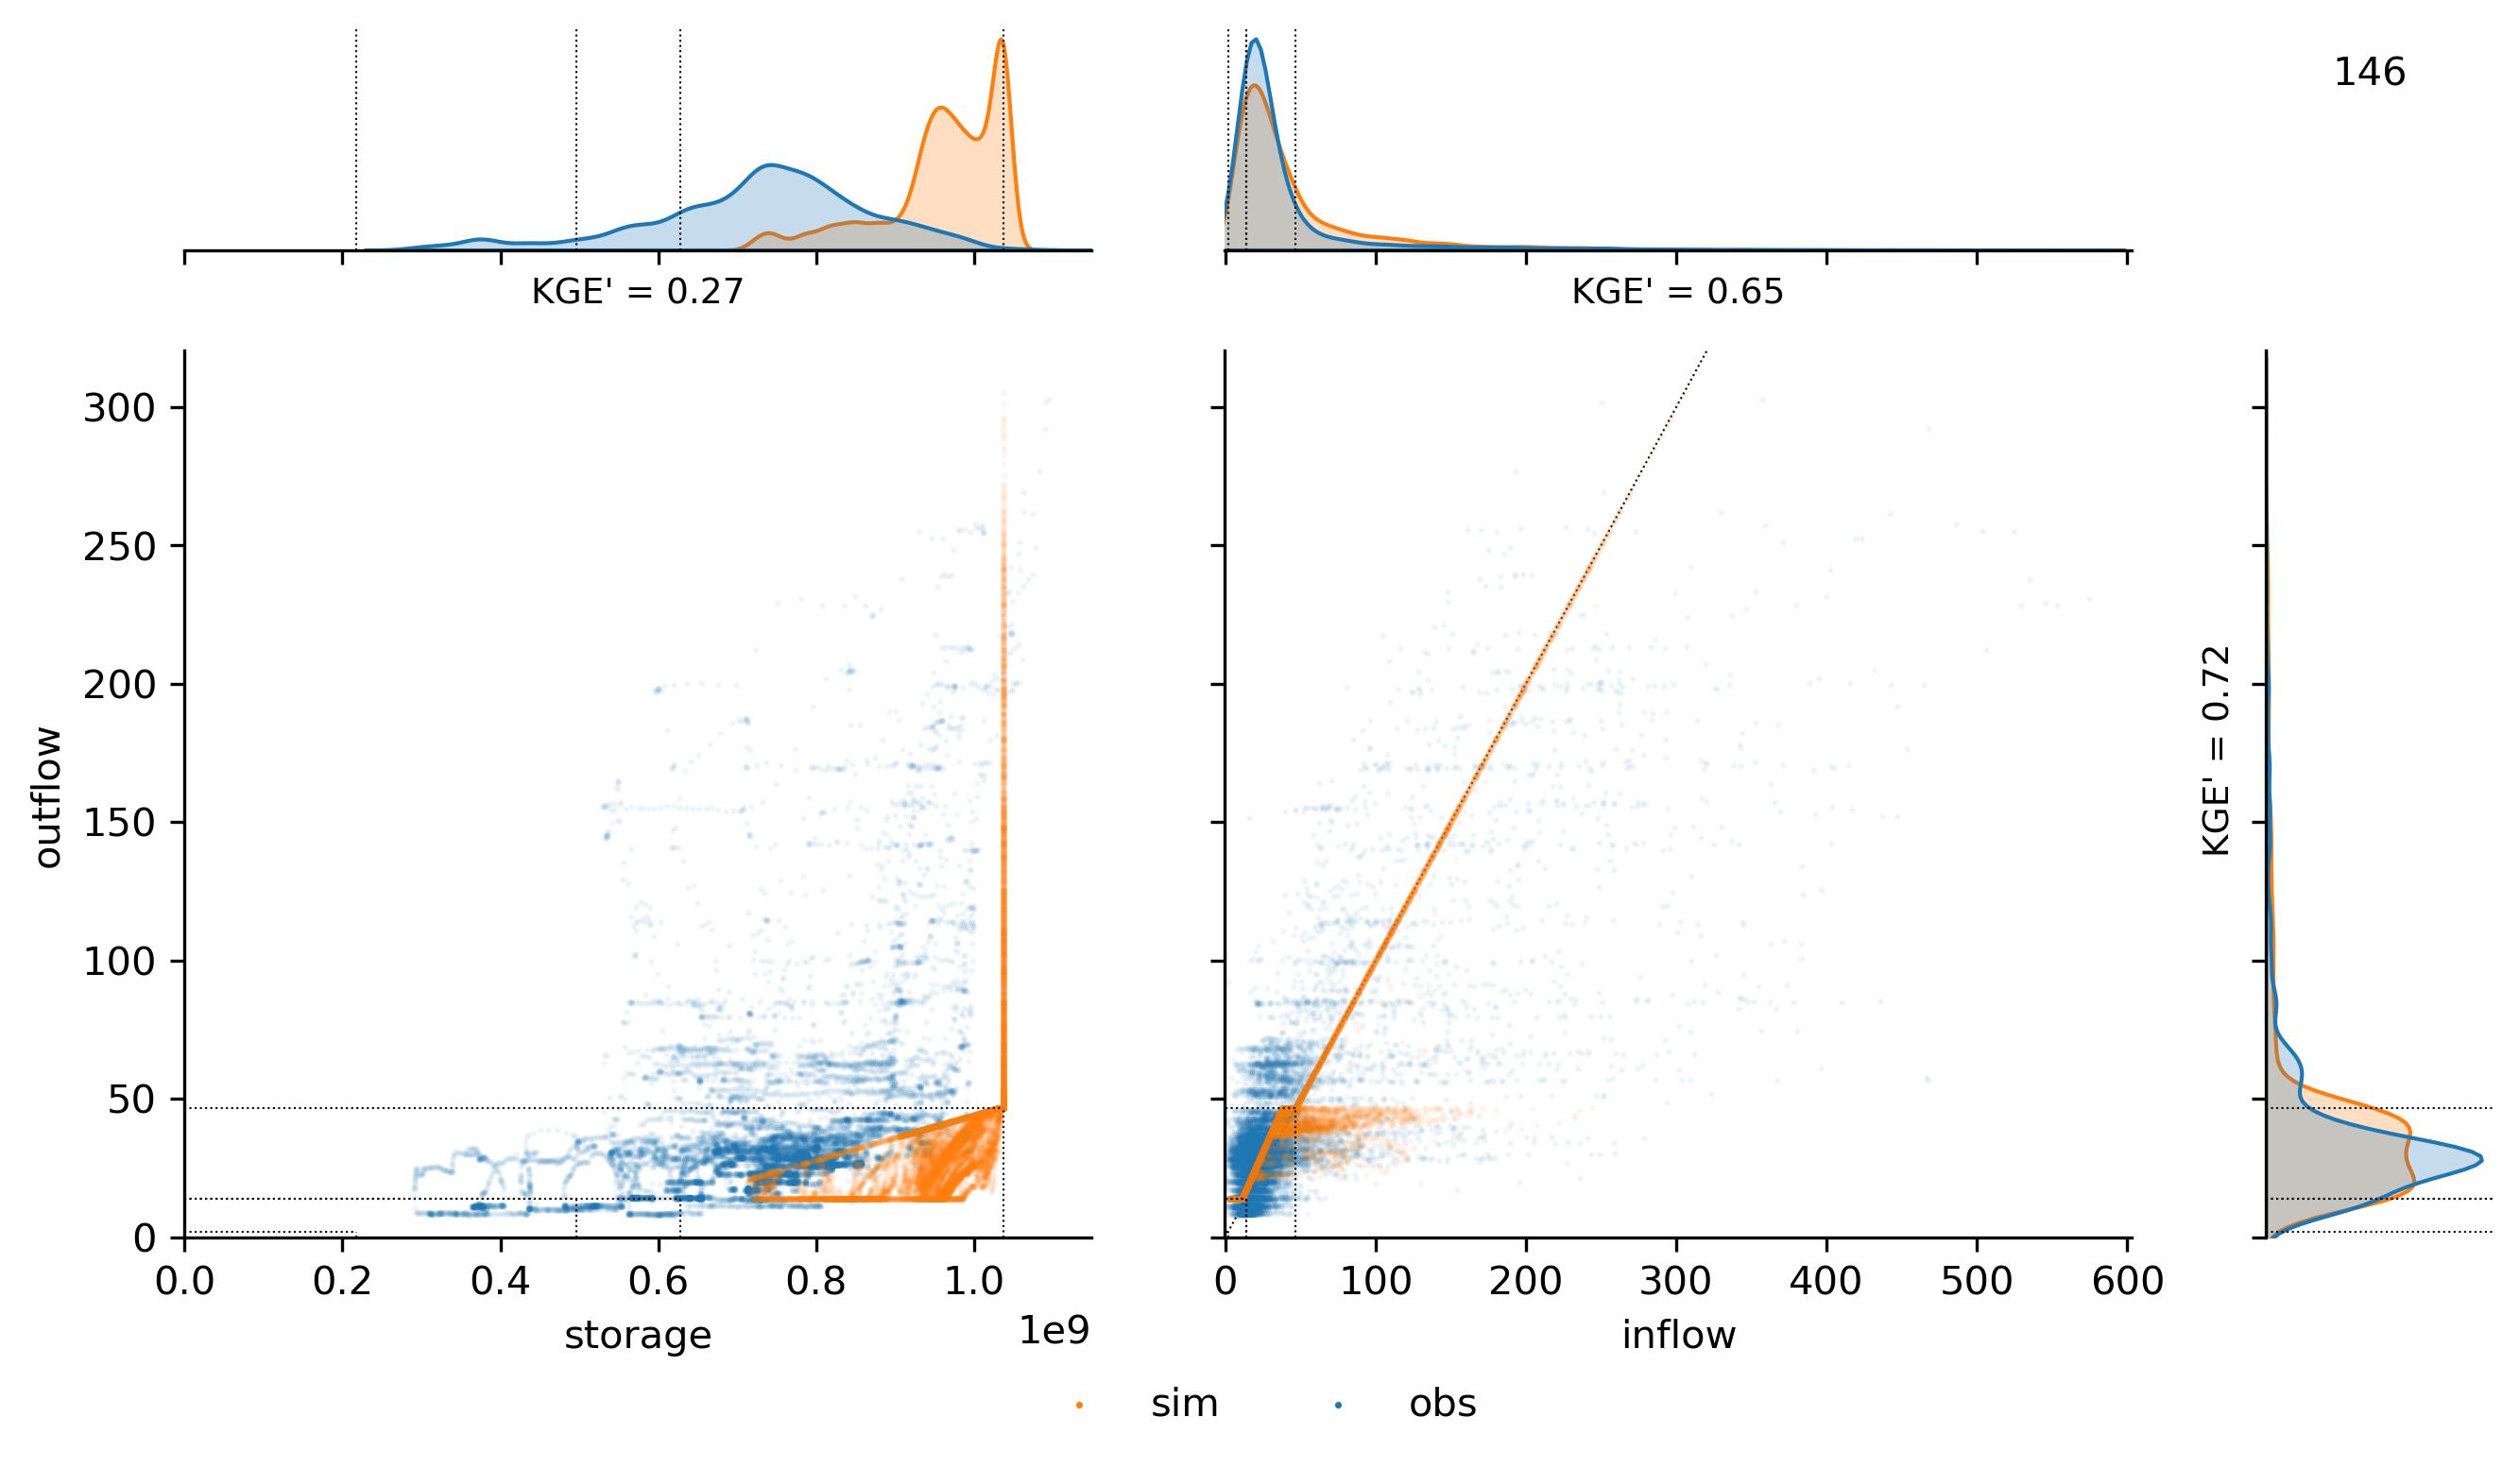 146
KGE' = 0.27
KGE' = 0.65
300
250
200
150
100
50
0
outflow
KGE' = 0.72
0.0 0.2 0.4 0.6 0.8 1.0
0 100 200 300 400 500 600
storage
1e9
inflow
sim obs